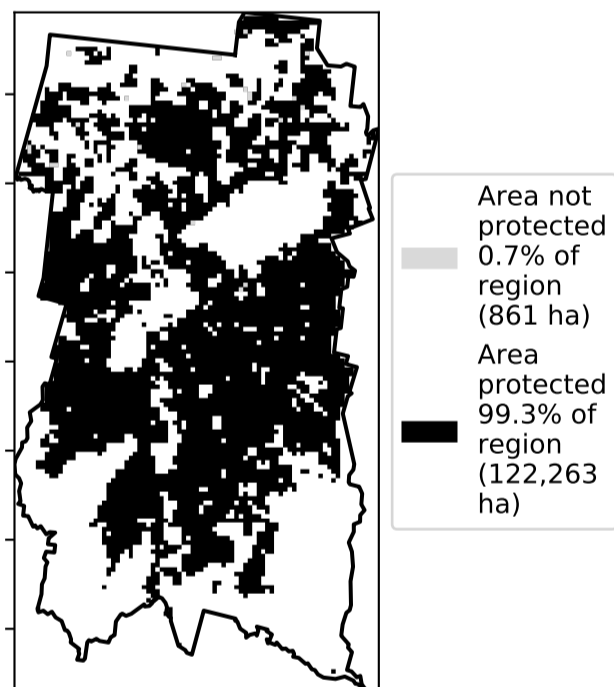 Area not
protected
0.7% of
region
(861 ha)
Area
protected
99.3% of
region
(122,263
ha)